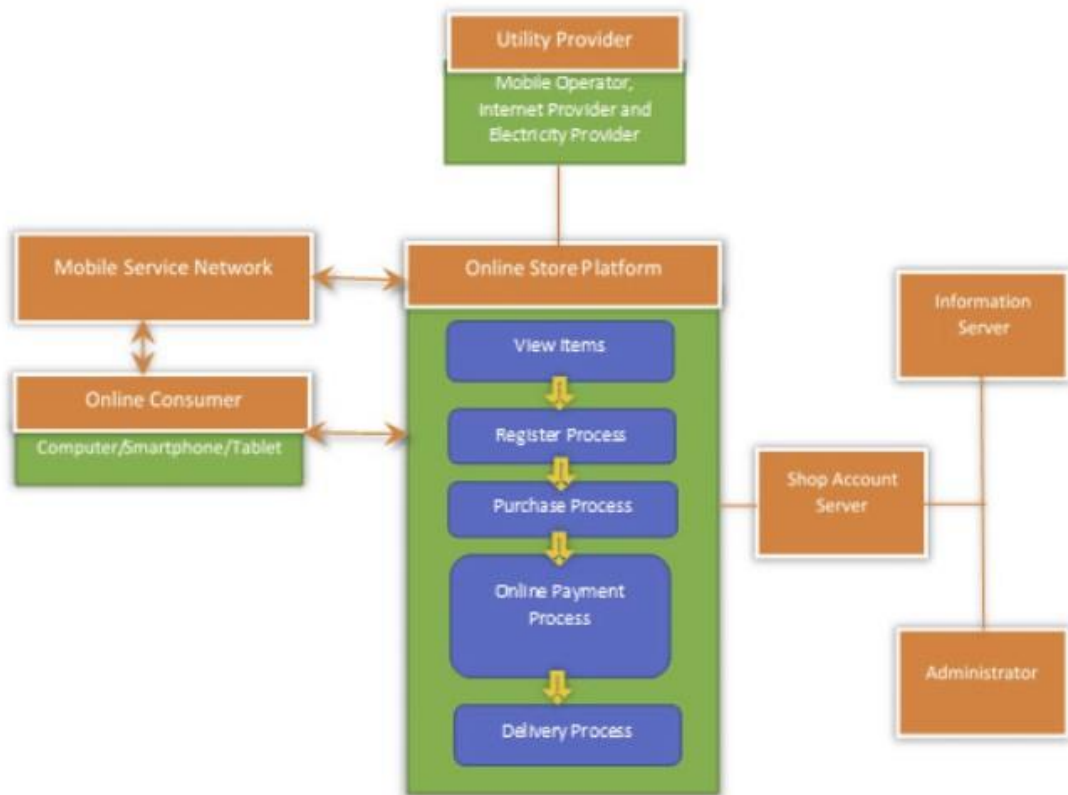 Utility Provider
Mobile Operator,
Internet Provider and
Electricity Provider
Mobile Service Network
Online Store Platform
Information
Server
View Items
Online Consumer
Computer/Smartphone/Tablet
Register Process
Shop Account
Server
Purchase Process
Online Payment
Process
Administrator
Delivery Process